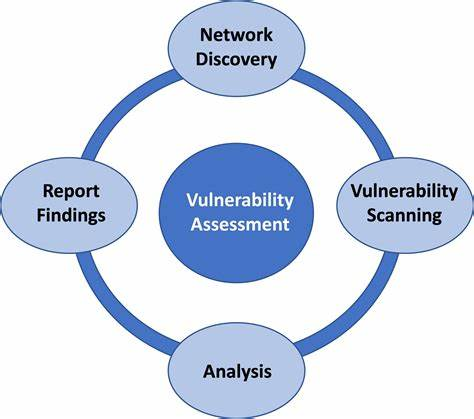 Network
Discovery
Report
Findings
Vulnerability
Assessment
Vulnerability
Scanning
Analysis